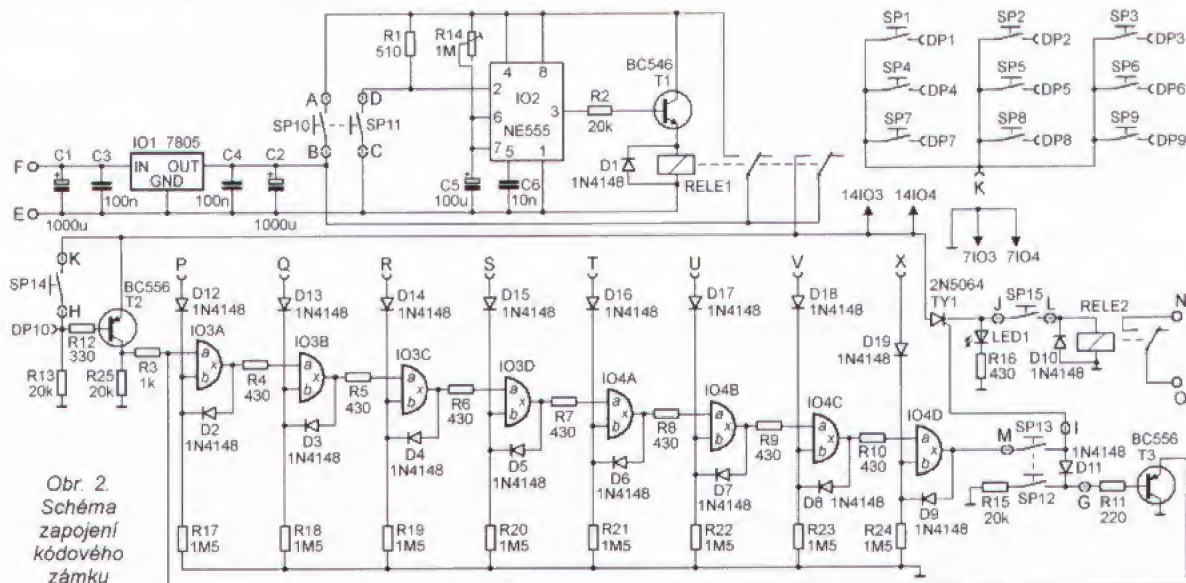 R1
510
R14
1M
4
8
2
6
7
5
1
3
IO2
NE555
BC546
T1
R2
20k
D1
1N4148
RELE1
A
D
SP10
SP11
B
C
F
E
C1
C3
IO1 7805
IN OUT
GND
C4
C2
100n
100n
1000u
1000u
C5
100u
C6
10n
SP1
DP1
SP2
DP2
SP3
DP3
SP4
DP4
SP5
DP5
SP6
DP6
SP7
DP7
SP8
DP8
SP9
DP9
K
14IO3
14IO4
7IO3
7IO4
K
SP14
H
DP10
BC556
T2
R12
330
R13
20k
R25
20k
R3
1k
P
Q
R
S
T
U
V
X
D12
1N4148
D13
1N4148
D14
1N4148
D15
1N4148
D16
1N4148
D17
1N4148
D18
1N4148
D19
1N4148
IO3A
a
x
b
IO3B
a
x
b
IO3C
a
x
b
IO3D
a
x
b
IO4A
a
x
b
IO4B
a
x
b
IO4C
a
x
b
IO4D
a
x
b
R4
430
R5
430
R6
430
R7
430
R8
430
R9
430
R10
430
D2
1N4148
D3
1N4148
D4
1N4148
D5
1N4148
D6
1N4148
D7
1N4148
D8
1N4148
D9
1N4148
R17
1M5
R18
1M5
R19
1M5
R20
1M5
R21
1M5
R22
1M5
R23
1M5
R24
1M5
2N5064
TY1
J
SP15
L
LED1
R16
430
D10
1N4148
RELE2
N
O
M
SP13
I
1N4148
D11
SP12
R15
20k
G
R11
220
BC556
T3
Obr. 2.
Schéma
zapojení
kódového
zámku